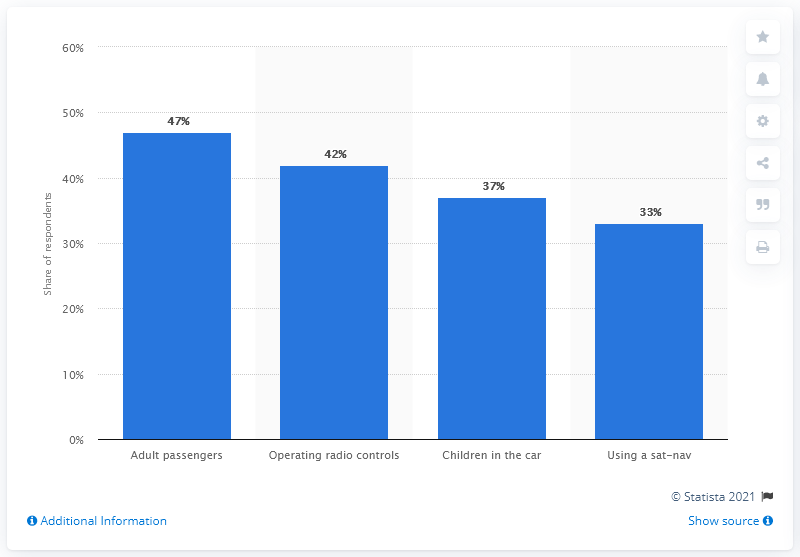 60%
50%
40%
30%
20%
10%
0%
Share of respondents
47%
42%
37%
33%
Adult passengers
Operating radio controls
Children in the car
Using a sat-nav
© Statista 2021
Additional Information
Show source